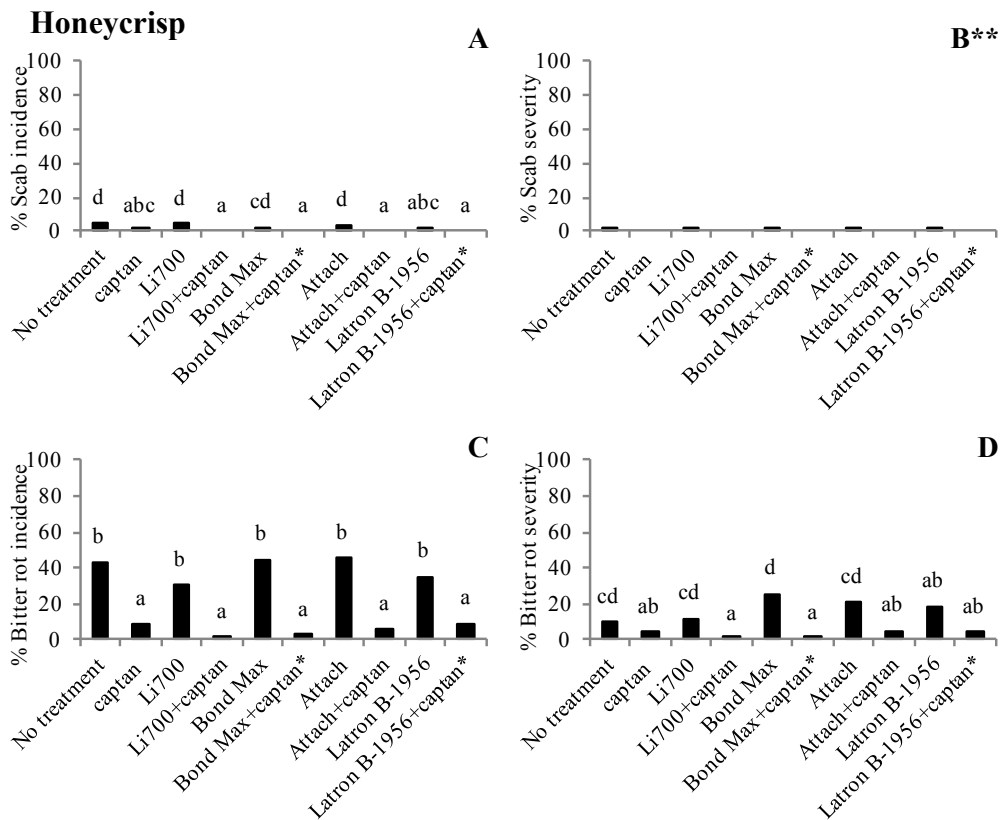 Honeycrisp
A
% Scab incidence
100
80
60
40
20
0
d abc d a cd a d a abc a
No treatment
captan
Li700
Li700+captan
Bond Max
Bond Max+captan*
Attach
Attach+captan
Latron B-1956
Latron B-1956+captan*
B**
% Scab severity
100
80
60
40
20
0
No treatment
captan
Li700
Li700+captan
Bond Max
Bond Max+captan*
Attach
Attach+captan
Latron B-1956
Latron B-1956+captan*
C
% Bitter rot incidence
100
80
60
40
20
0
b a b a b a b a b a
No treatment
captan
Li700
Li700+captan
Bond Max
Bond Max+captan*
Attach
Attach+captan
Latron B-1956
Latron B-1956+captan*
D
% Bitter rot severity
100
80
60
40
20
0
cd ab cd a d a cd ab ab ab
No treatment
captan
Li700
Li700+captan
Bond Max
Bond Max+captan*
Attach
Attach+captan
Latron B-1956
Latron B-1956+captan*